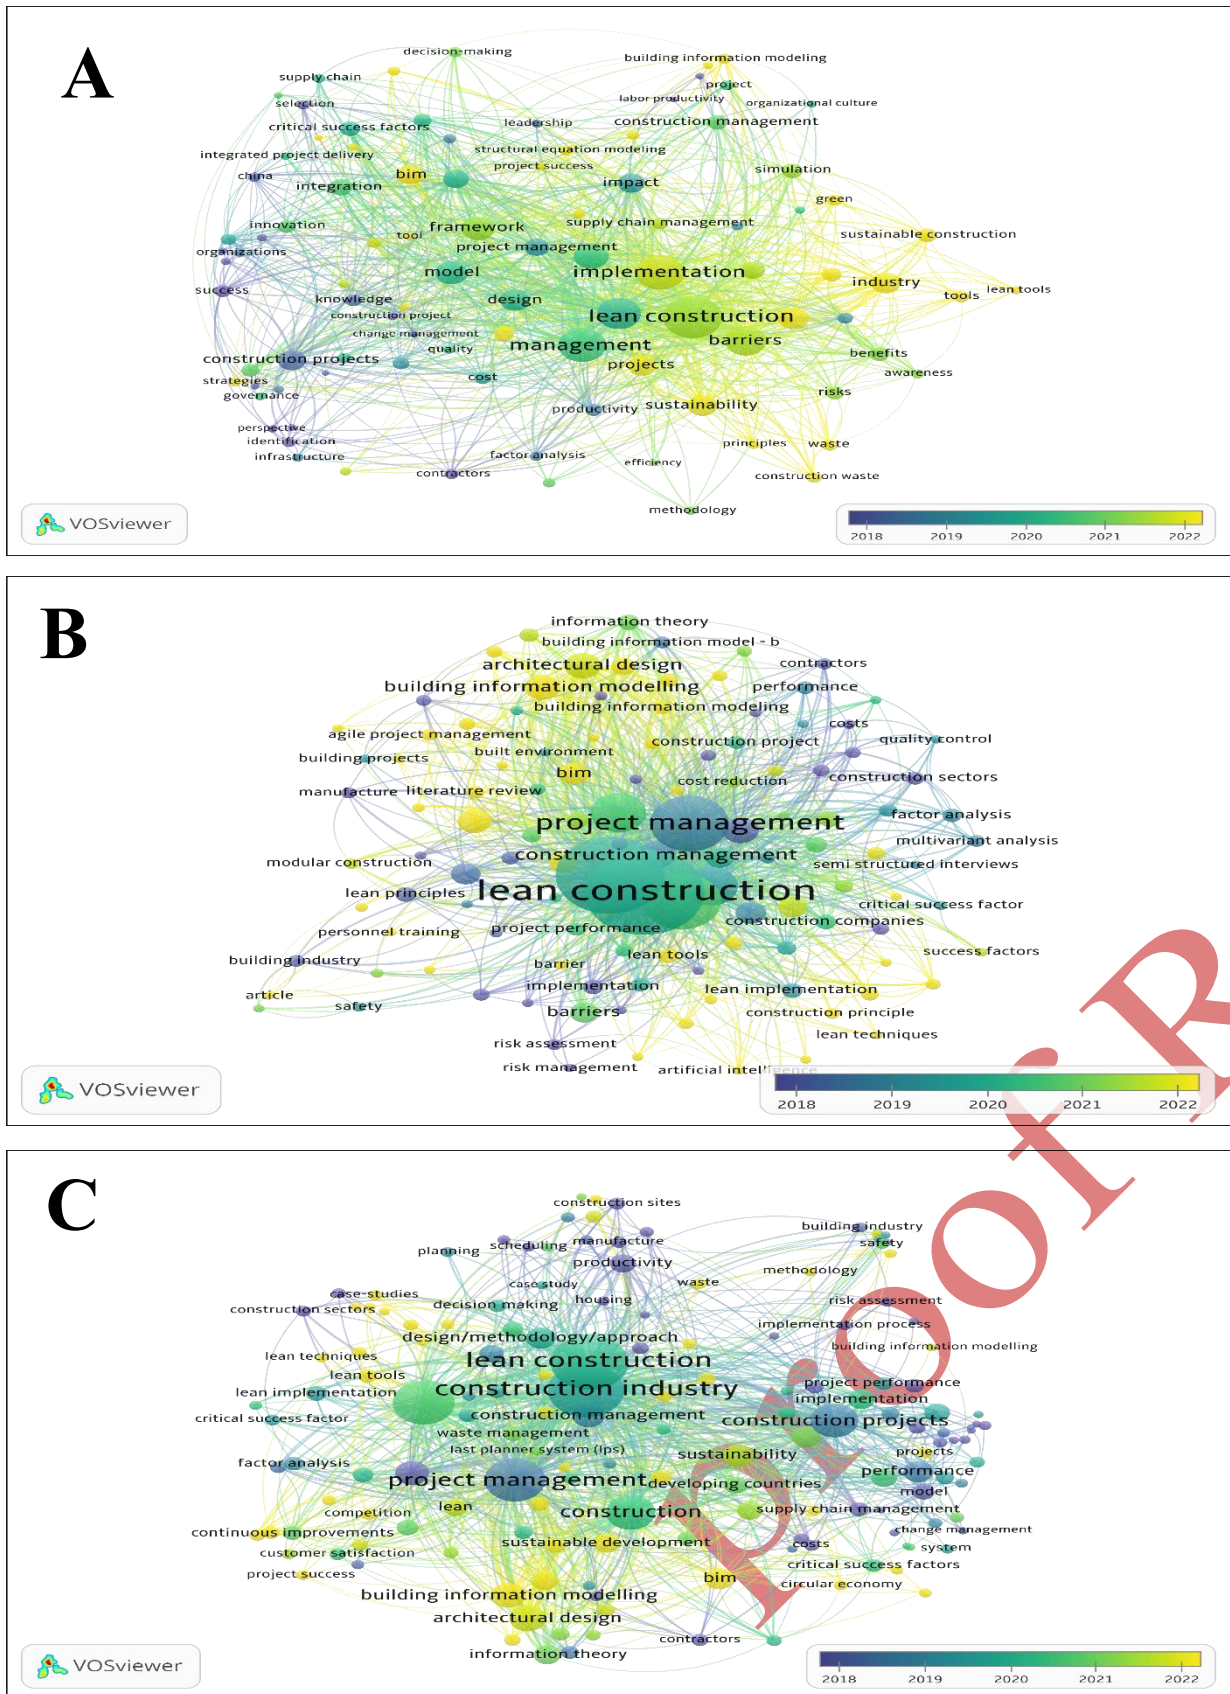 A
decision-making
building information modeling
supply chain
project
selection
labor productivity
organizational culture
critical success factors
leadership
construction management
integrated project delivery
structural equation modeling
project success
china
bim
integration
impact
simulation
green
innovation
framework
supply chain management
tool
sustainable construction
organizations
project management
model
implementation
industry
success
knowledge
design
tools
lean tools
construction project
lean construction
change management
management
barriers
quality
construction projects
projects
benefits
strategies
cost
awareness
governance
productivity
sustainability
risks
perspective
identification
principles
waste
infrastructure
factor analysis
efficiency
contractors
construction waste
methodology
VOSviewer
2018 2019 2020 2021 2022
B
information theory
building information model - b
architectural design
contractors
building information modelling
performance
building information modeling
costs
agile project management
construction project
quality control
built environment
building projects
bim
cost reduction
construction sectors
manufacture
literature review
project management
factor analysis
multivariant analysis
construction management
modular construction
semi structured interviews
lean principles
lean construction
critical success factor
construction companies
personnel training
project performance
lean tools
success factors
building industry
barrier
implementation
lean implementation
article
safety
barriers
construction principle
lean techniques
risk assessment
risk management
artificial intelligence
VOSviewer
2018 2019 2020 2021 2022
C
construction sites
building industry
scheduling
manufacture
safety
planning
productivity
methodology
case study
waste
case-studies
housing
risk assessment
construction sectors
decision making
implementation process
design/methodology/approach
building information modelling
lean techniques
lean construction
lean tools
project performance
lean implementation
construction industry
implementation
critical success factor
construction management
construction projects
waste management
last planner system (lps)
sustainability
projects
factor analysis
performance
project management
developing countries
model
competition
lean
construction
supply chain management
continuous improvements
change management
sustainable development
costs
system
customer satisfaction
critical success factors
project success
bim
circular economy
building information modelling
architectural design
contractors
information theory
VOSviewer
2018 2019 2020 2021 2022